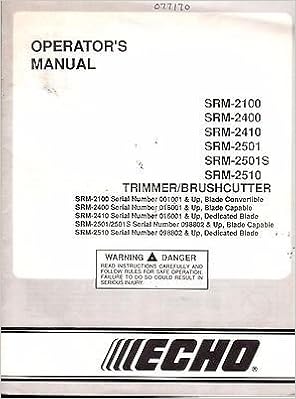 077170
OPERATOR'S
MANUAL
SRM-2100
SRM-2400
SRM-2410
SRM-2501
SRM-2501S
SRM-2510
TRIMMER/BRUSHCUTTER
SRM-2100 Serial Number 001001 & Up, Blade Convertible
SRM-2400 Serial Number 016001 & Up, Blade Capable
SRM-2410 Serial Number 016001 & Up, Dedicated Blade
SRM-2501/2501S Serial Number 098802 & Up, Blade Capable
SRM-2510 Serial Number 098802 & Up, Dedicated Blade
WARNING DANGER
READ INSTRUCTIONS CAREFULLY AND
FOLLOW RULES FOR SAFE OPERATION.
FAILURE TO DO SO COULD RESULT IN
SERIOUS INJURY.
ECHO®